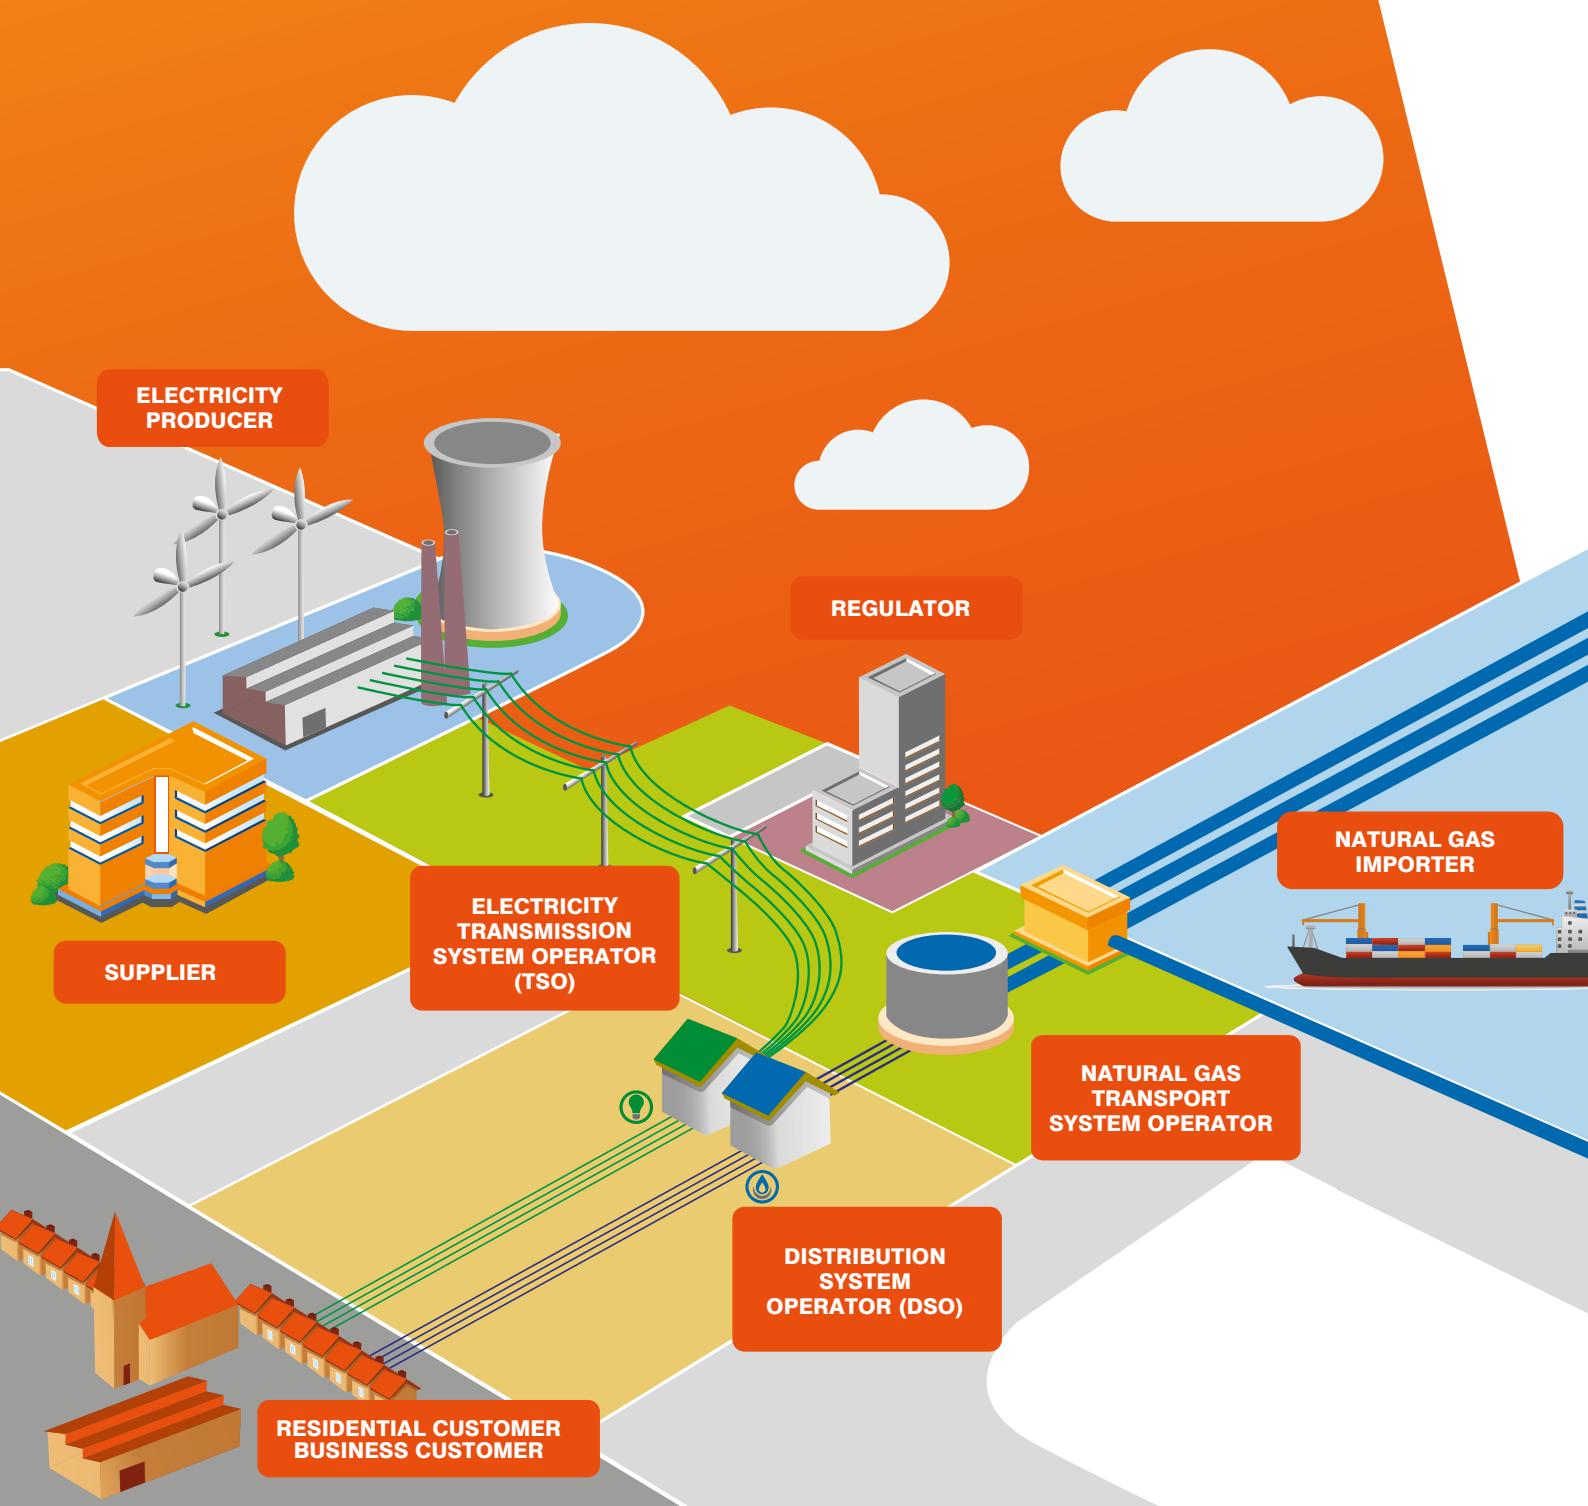 ELECTRICITY
PRODUCER
REGULATOR
NATURAL GAS
IMPORTER
ELECTRICITY
TRANSMISSION
SYSTEM OPERATOR
(TSO)
SUPPLIER
NATURAL GAS
TRANSPORT
SYSTEM OPERATOR
DISTRIBUTION
SYSTEM
OPERATOR (DSO)
RESIDENTIAL CUSTOMER
BUSINESS CUSTOMER